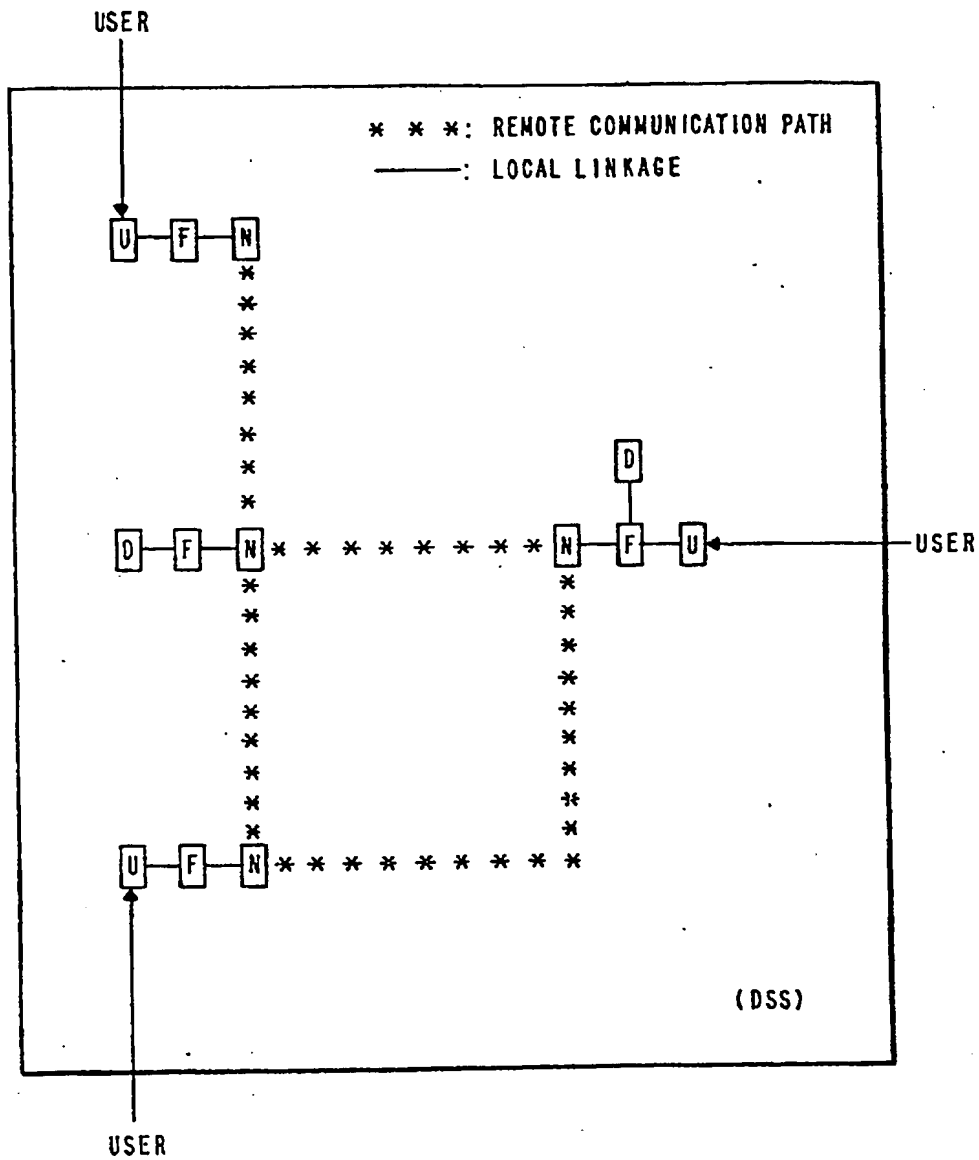 USER
* * *: REMOTE COMMUNICATION PATH
———: LOCAL LINKAGE
U F N
D
D F N N F U
USER
U F N
(DSS)
USER